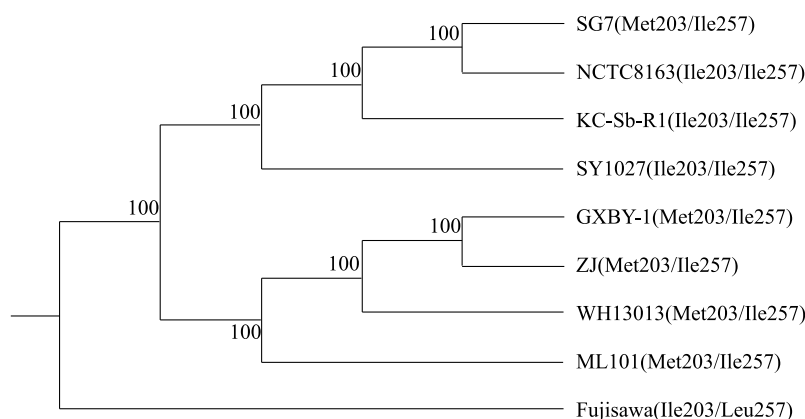 SG7(Met203/Ile257)
100
NCTC8163(Ile203/Ile257)
100
KC-Sb-R1(Ile203/Ile257)
100
SY1027(Ile203/Ile257)
100
GXBY-1(Met203/Ile257)
100
ZJ(Met203/Ile257)
100
WH13013(Met203/Ile257)
100
ML101(Met203/Ile257)
Fujisawa(Ile203/Leu257)